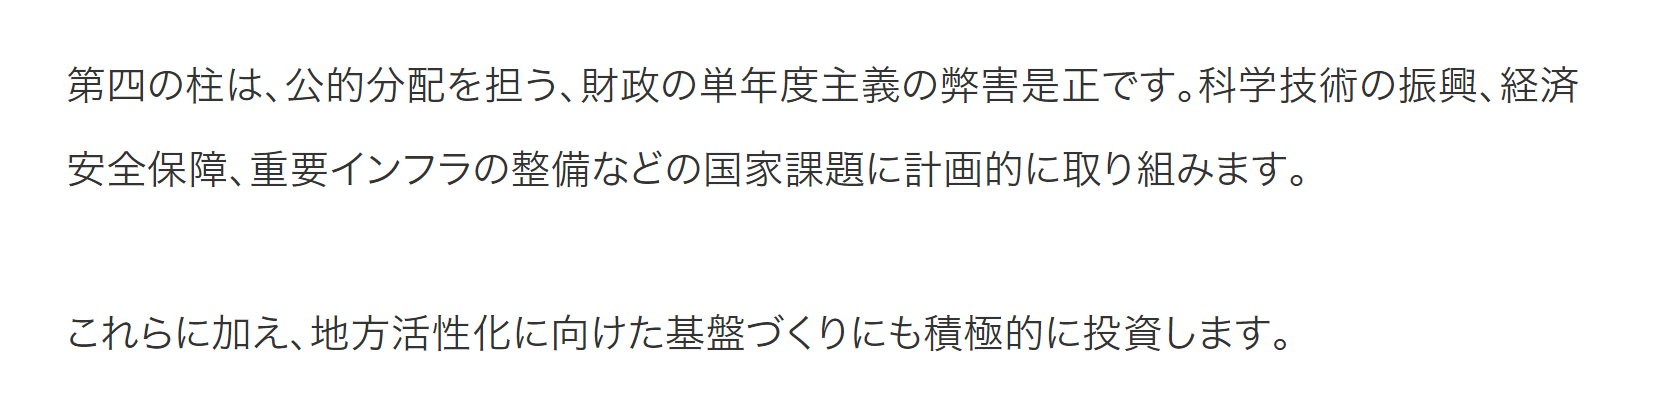 第四の柱は、公的分配を担う、財政の単年度主義の弊害是正です。科学技術の振興、経済
安全保障、重要インフラの整備などの国家課題に計画的に取り組みます。
これらに加え、地方活性化に向けた基盤づくりにも積極的に投資します。